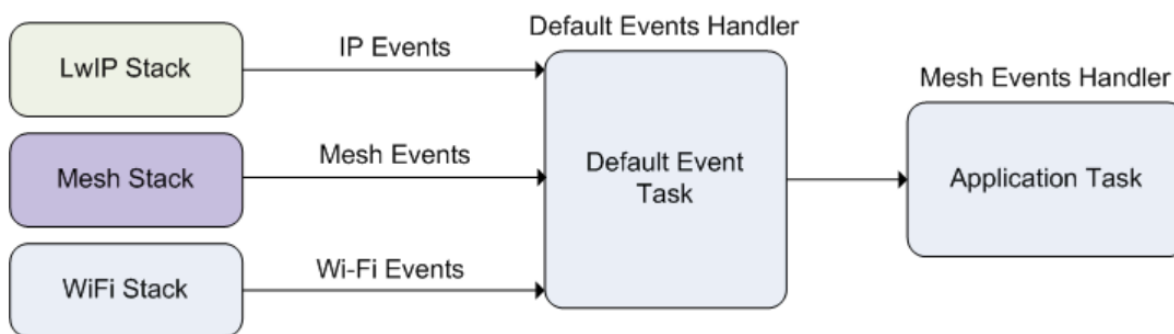 Default Events Handler
LwIP Stack
IP Events
Mesh Events Handler
Mesh Stack
Mesh Events
Default Event
Task
Application Task
WiFi Stack
Wi-Fi Events